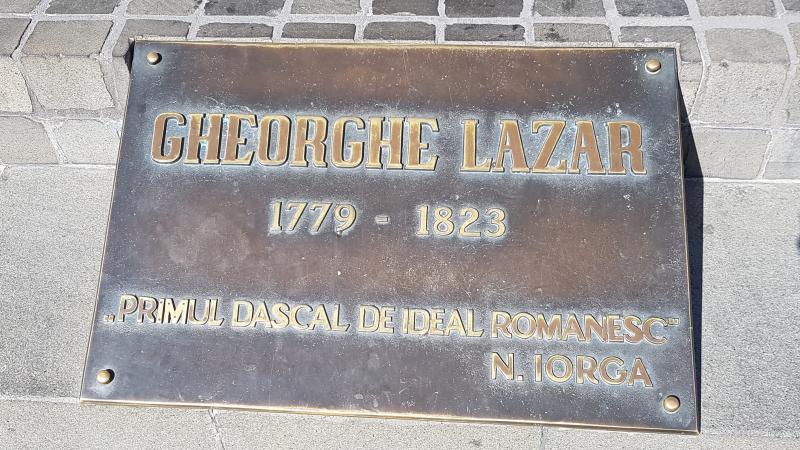 GHEORGHE LAZAR
1779 - 1823
„PRIMUL DASCAL DE IDEAL ROMANESC"
N. IORGA